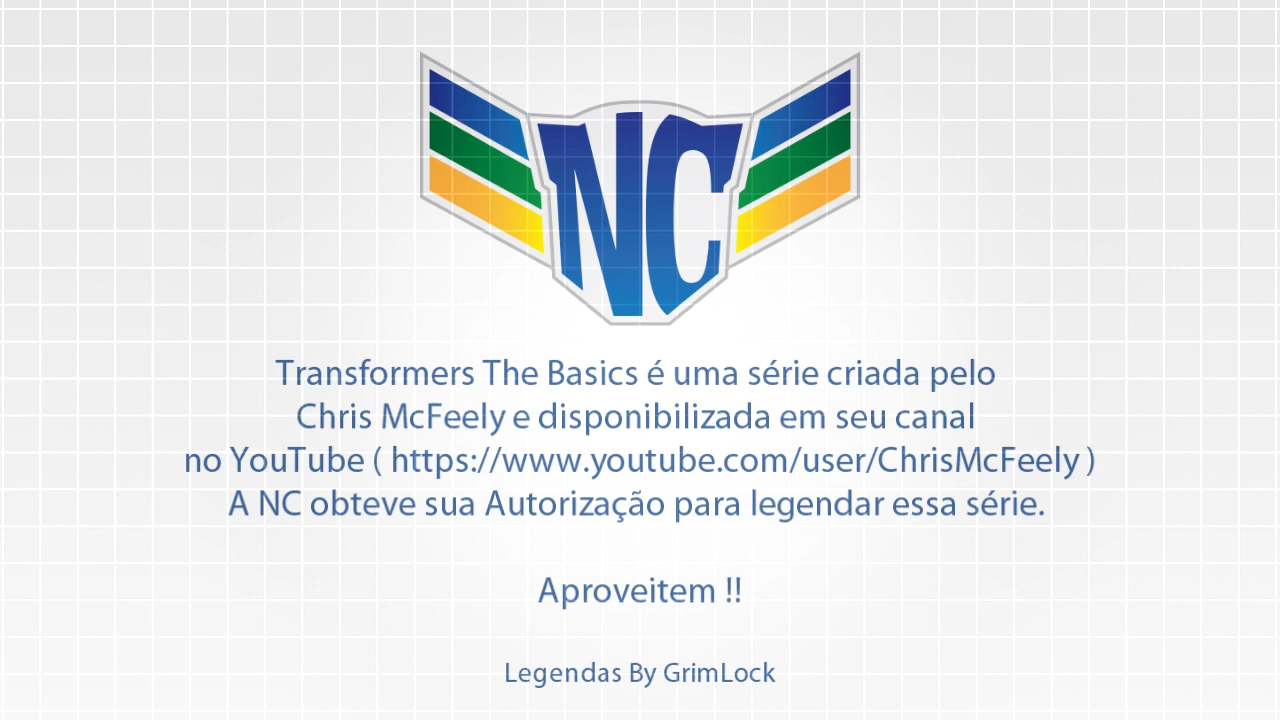 NC
Transformers The Basics é uma série criada pelo
Chris McFeely e disponibilizada em seu canal
no YouTube ( https://www.youtube.com/user/ChrisMcFeely )
A NC obteve sua Autorização para legendar essa série.
Aproveitem !!
Legendas By GrimLock